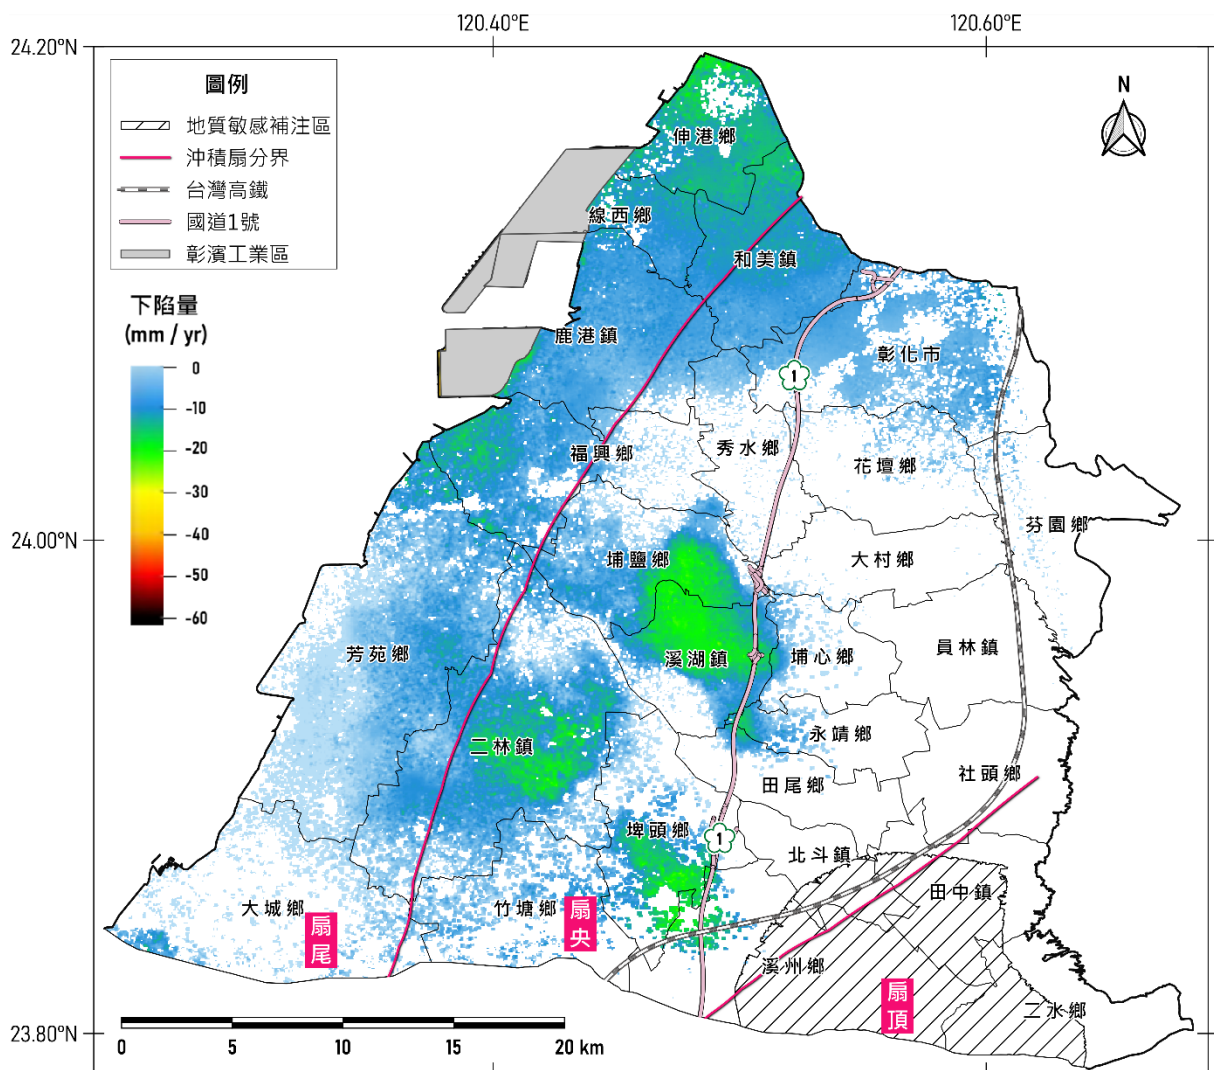 120.40°E
120.60°E
24.20°N
24.00°N
23.80°N
圖例
地質敏感補注區
沖積扇分界
台灣高鐵
國道1號
彰濱工業區
下陷量
(mm / yr)
0
-10
-20
-30
-40
-50
-60
N
伸港鄉
線西鄉
和美鎮
鹿港鎮
彰化市
1
福興鄉
秀水鄉
花壇鄉
芬園鄉
埔鹽鄉
大村鄉
芳苑鄉
溪湖鎮
埔心鄉
員林鎮
二林鎮
永靖鄉
田尾鄉
社頭鄉
埤頭鄉
1
北斗鎮
田中鎮
大城鄉
竹塘鄉
扇尾
扇央
溪州鄉
扇頂
二水鄉
0
5
10
15
20 km